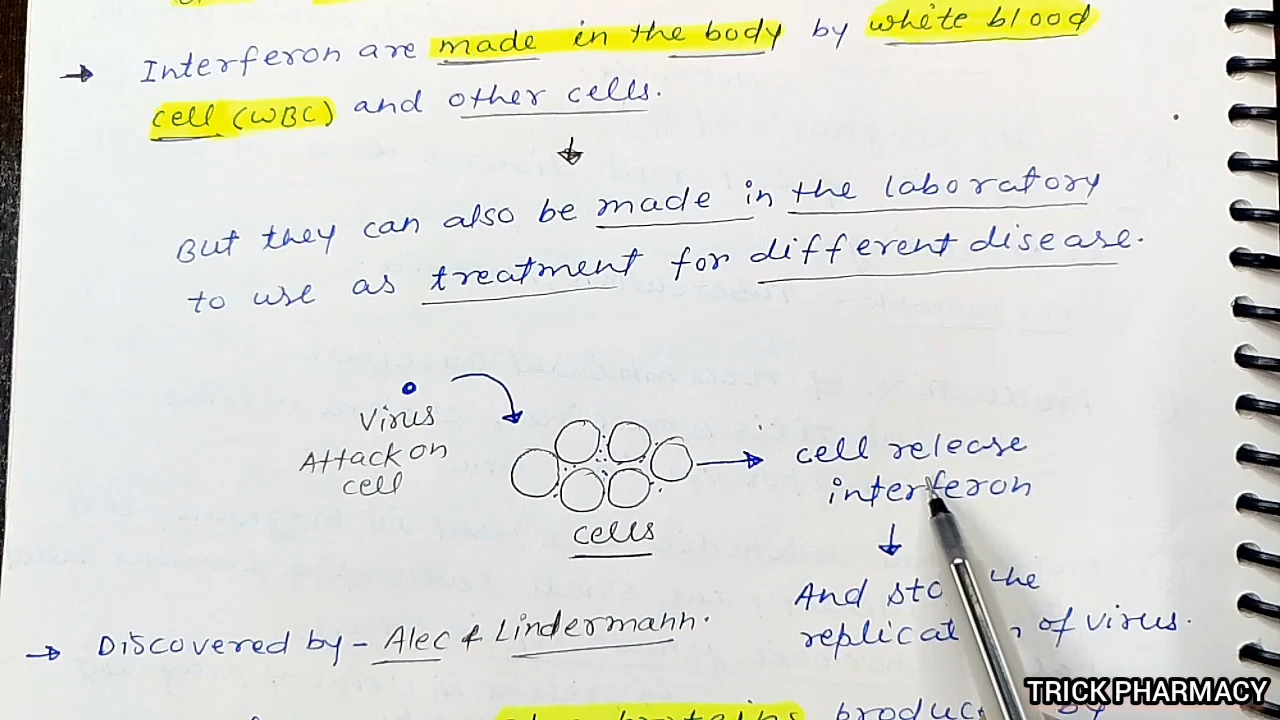 → Interferon are made in the body by white blood
cell (WBC) and other cells.
↓
But they can also be made in the laboratory
to use as treatment for different disease.
Virus
Attack on
cell
cells
→ cell release
interferon
↓
And the
of virus.
→ Discovered by - Alec & Lindermann.
proteins by
TRICK PHARMACY